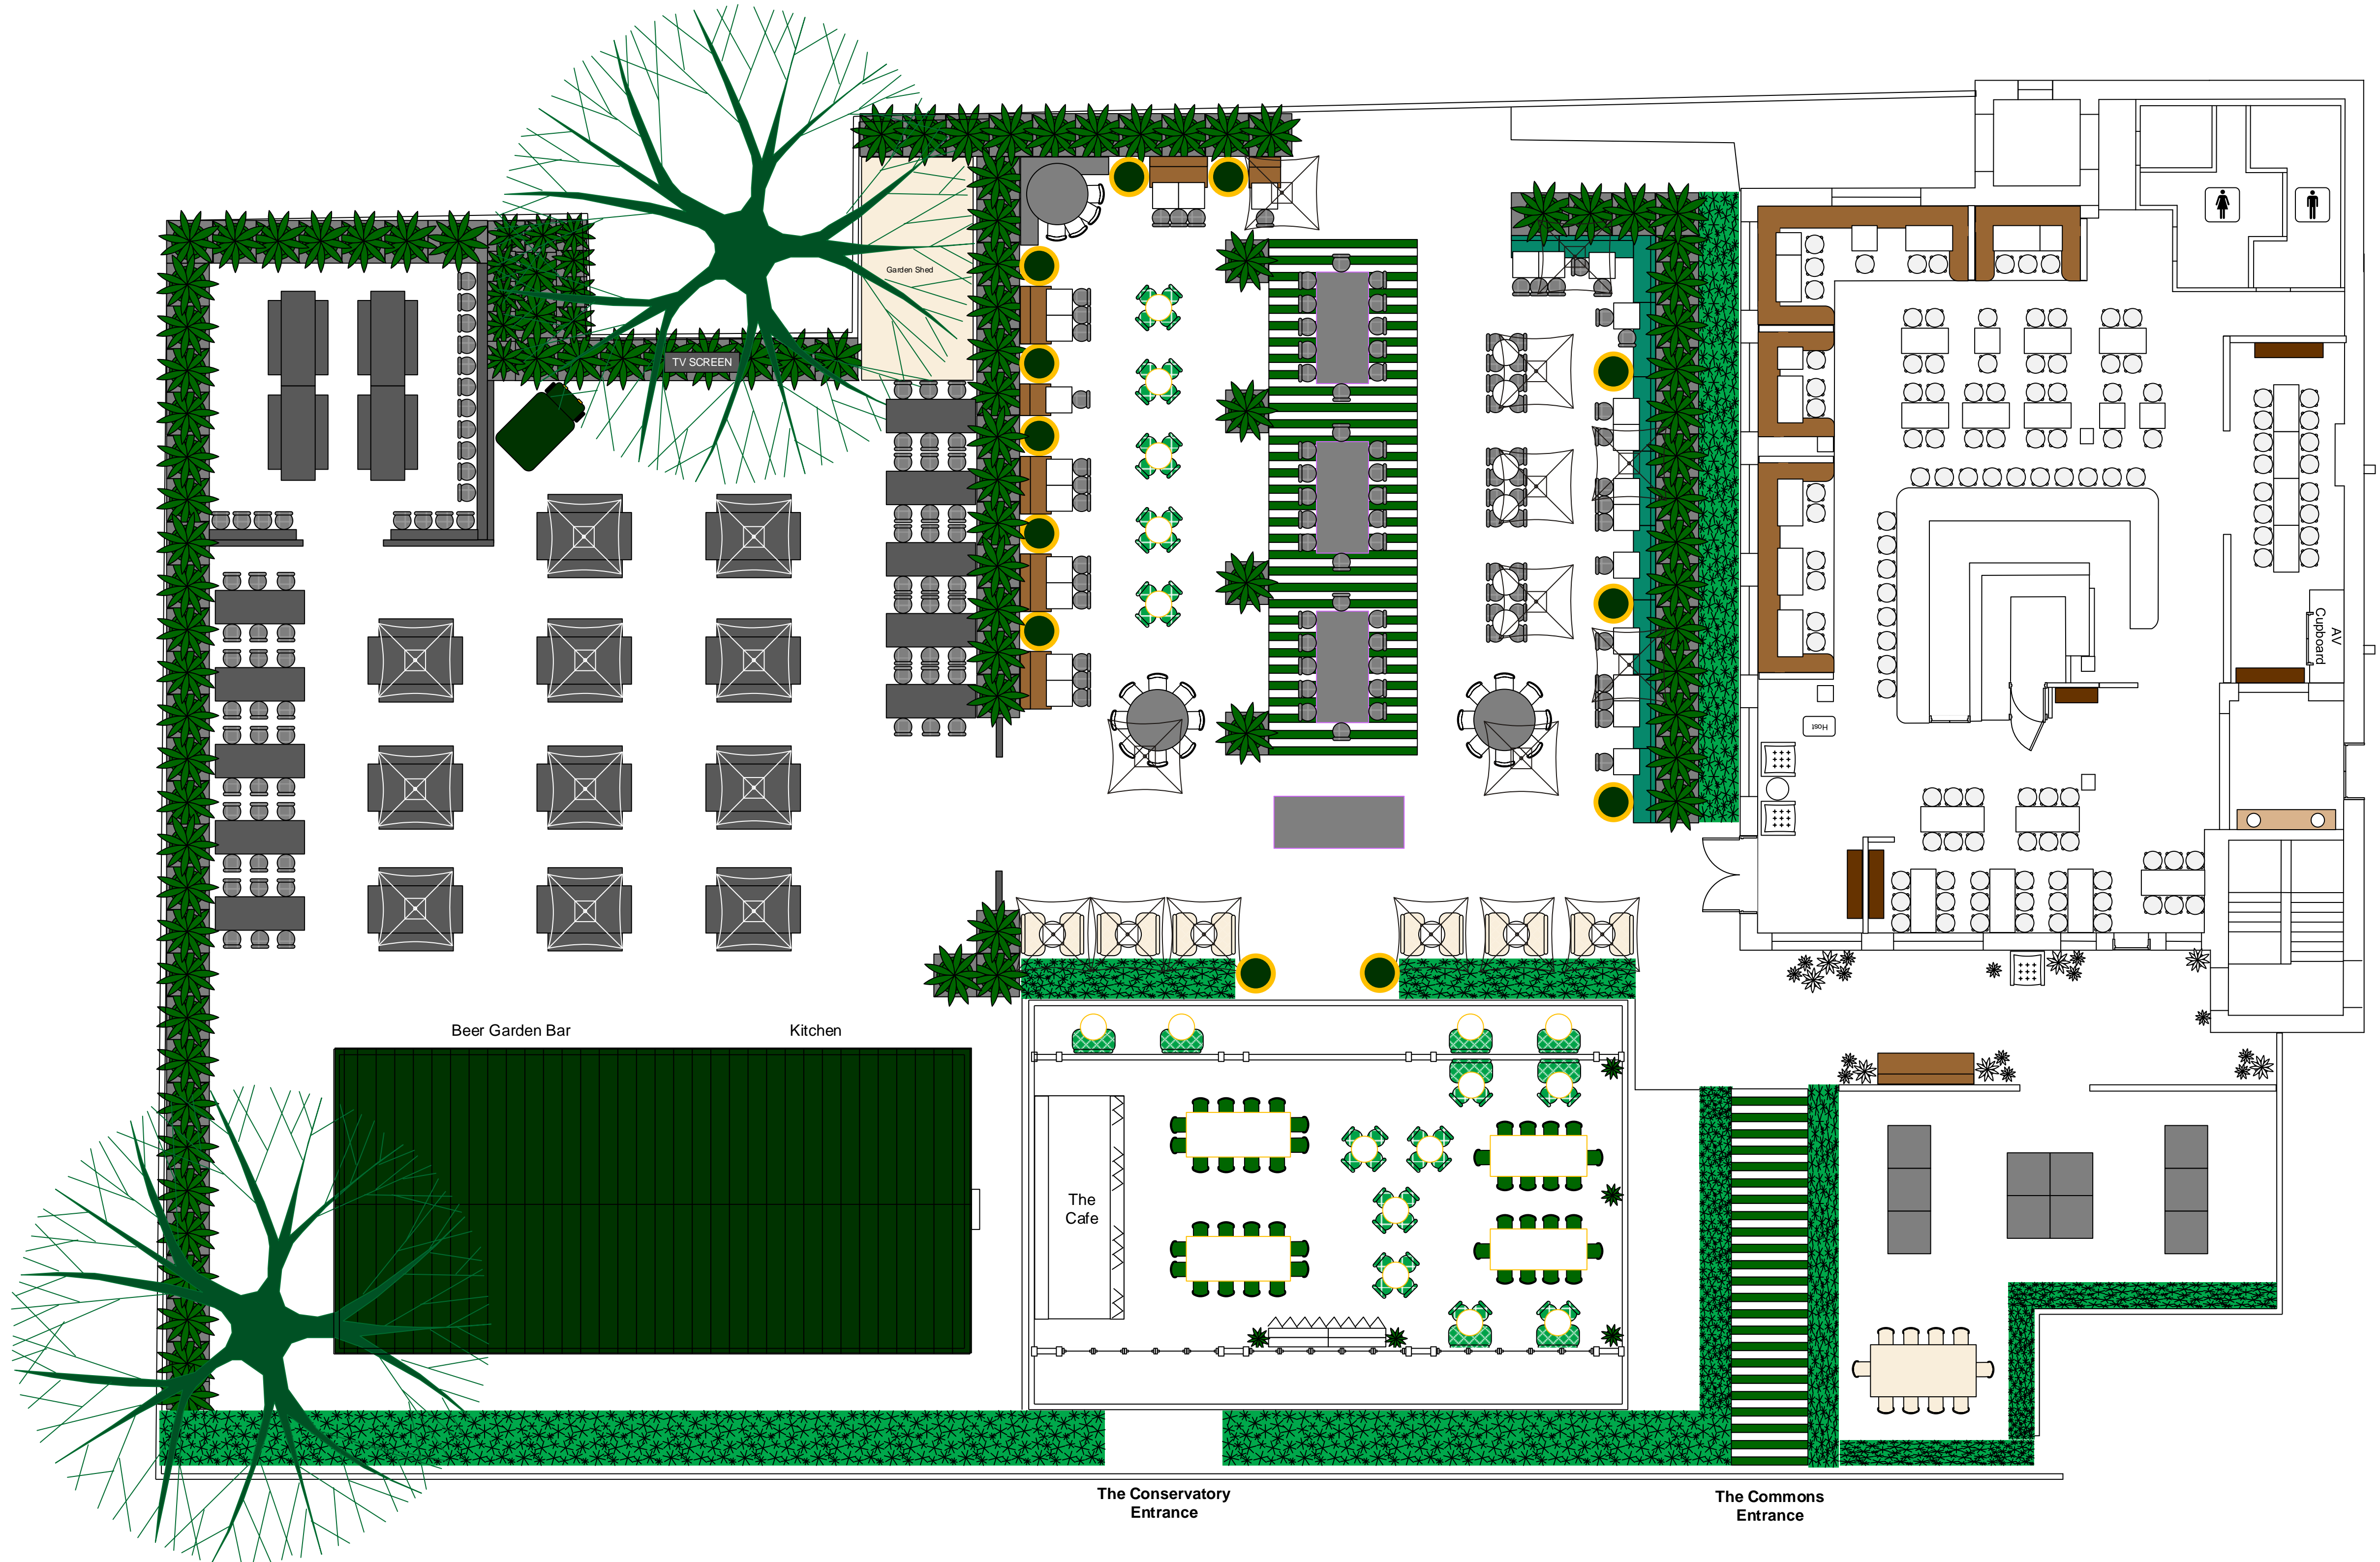 Garden Shed
TV SCREEN
AV
Cupboard
Host
Beer Garden Bar
Kitchen
The
Cafe
The Conservatory
Entrance
The Commons
Entrance